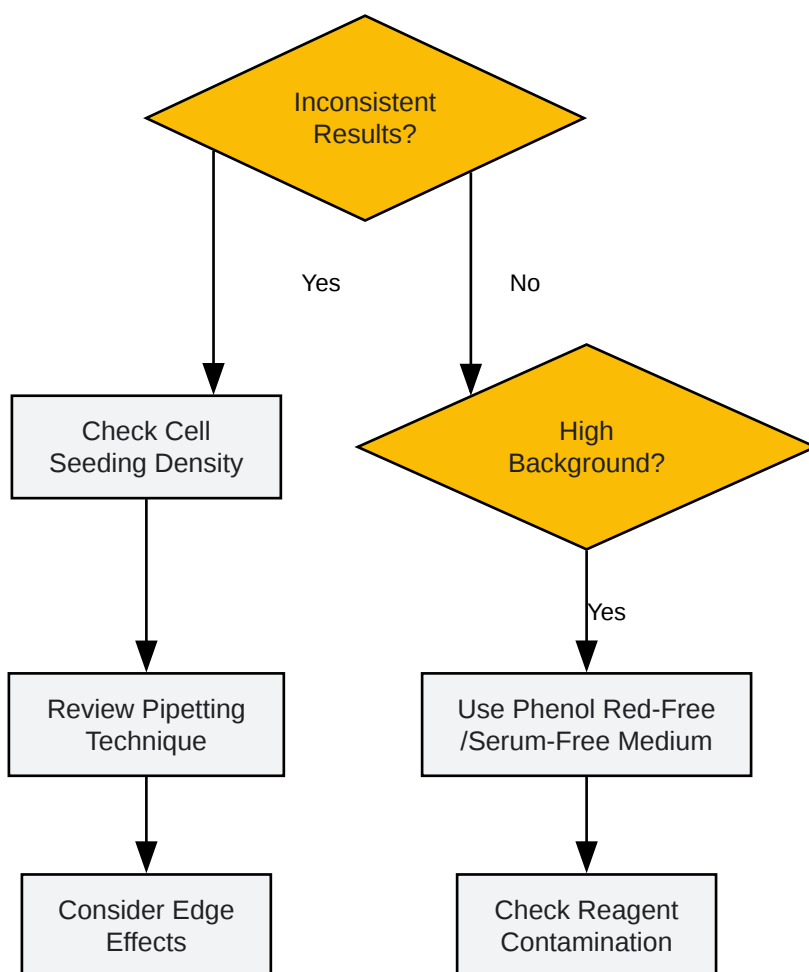 Inconsistent
Results?
Yes
No
Check Cell
Seeding Density
High
Background?
Yes
Review Pipetting
Technique
Use Phenol Red-Free
/Serum-Free Medium
Consider Edge
Effects
Check Reagent
Contamination